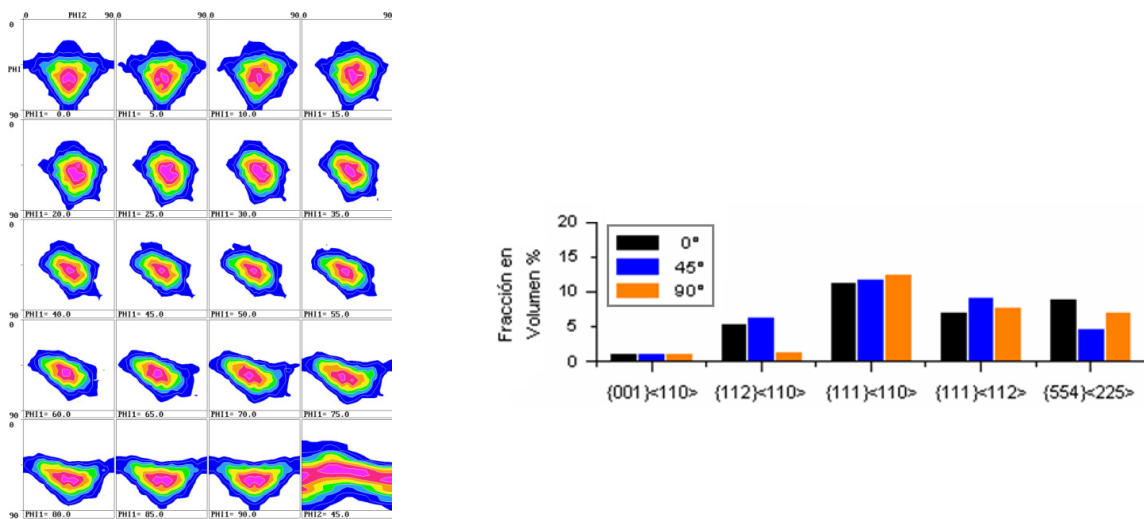 0 PHI2 90.0 90.0 90.0 90
PHI
90 PHI1= 0.0 PHI1= 5.0 PHI1= 10.0 PHI1= 15.0
0
90 PHI1= 20.0 PHI1= 25.0 PHI1= 30.0 PHI1= 35.0
0
90 PHI1= 40.0 PHI1= 45.0 PHI1= 50.0 PHI1= 55.0
0
90 PHI1= 60.0 PHI1= 65.0 PHI1= 70.0 PHI1= 75.0
0
90 PHI1= 80.0 PHI1= 85.0 PHI1= 90.0 PHI2= 45.0
Fracción en
Volumen %
20
15
10
5
0
0°
45°
90°
{001}<110> {112}<110> {111}<110> {111}<112> {554}<225>